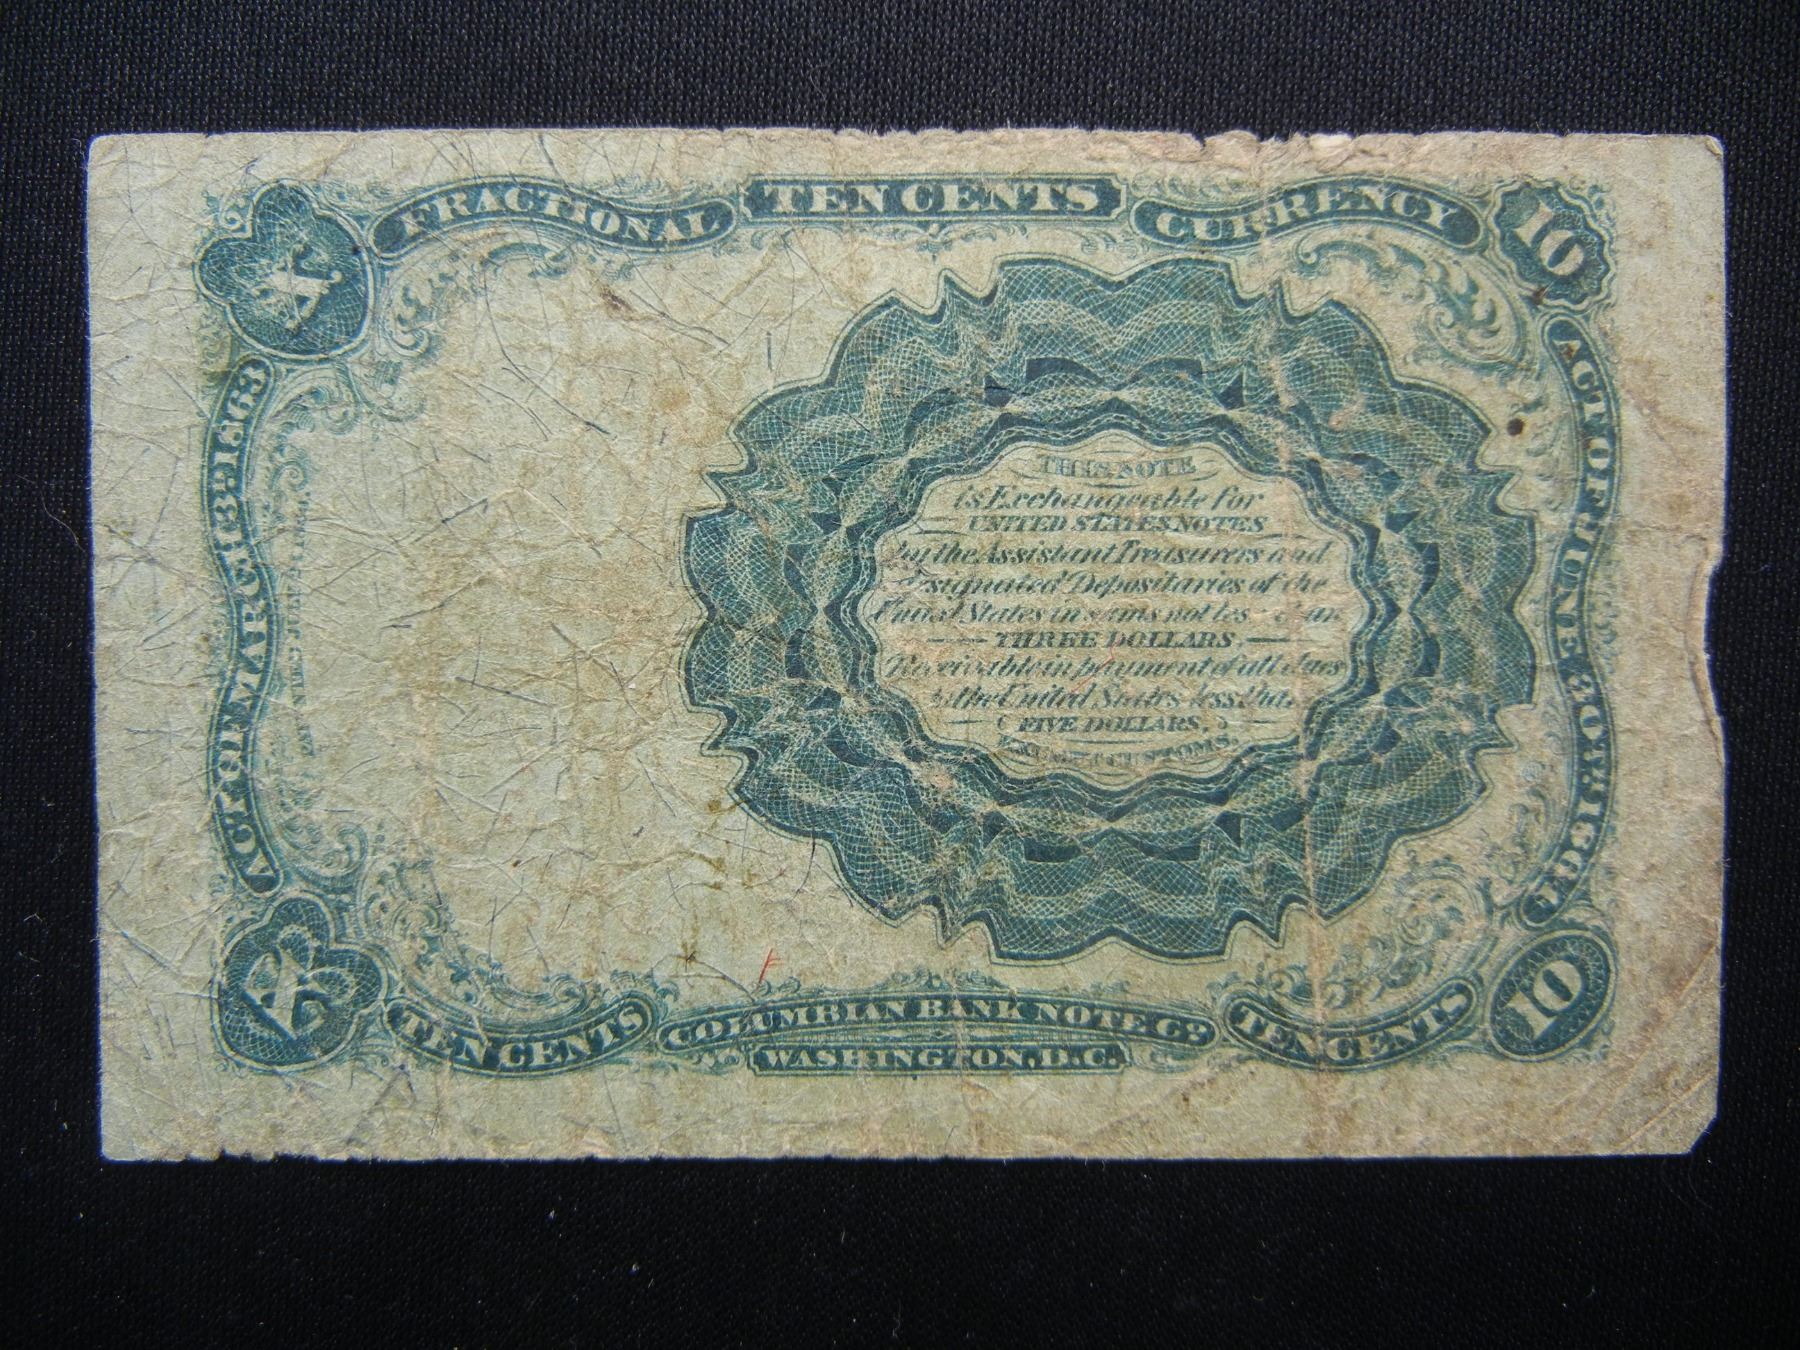 FRACTIONAL TEN CENTS CURRENCY
X
10
ACT OF MARCH 3D 1863
ACT OF JUNE 30TH 1864
THIS NOTE
is Exchangeable for
UNITED STATES NOTES
by the Assistant Treasurers and
designated Depositaries of the
United States in sums not less than
THREE DOLLARS.
Receivable in payment of all dues
to the United States less than
FIVE DOLLARS,
EXCEPT CUSTOMS.
X
10
TEN CENTS
COLUMBIAN BANK NOTE CO
TEN CENTS
WASHINGTON, D.C.